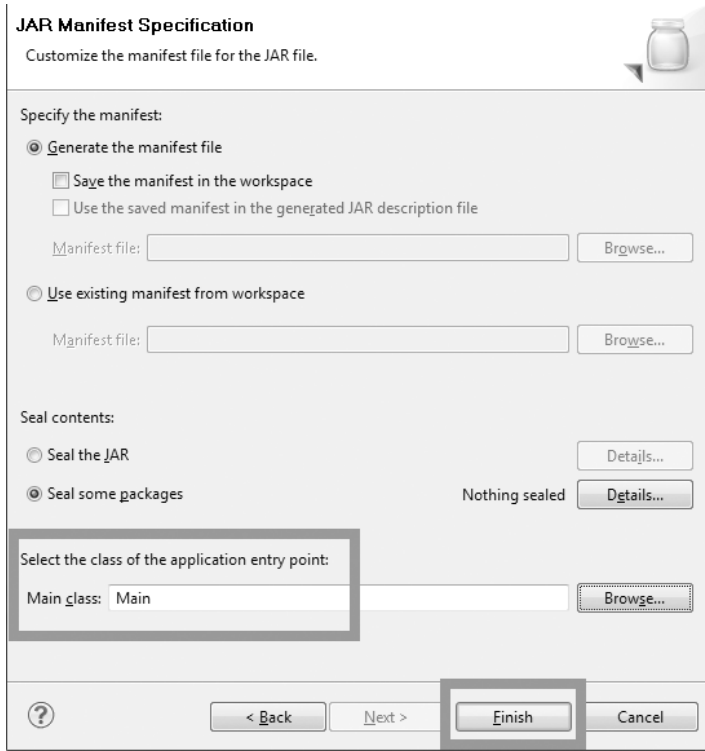 JAR Manifest Specification
Customize the manifest file for the JAR file.
Specify the manifest:
Generate the manifest file
Save the manifest in the workspace
Use the saved manifest in the generated JAR description file
Manifest file: Browse...
Use existing manifest from workspace
Manifest file: Browse...
Seal contents:
Seal the JAR Details...
Seal some packages Nothing sealed Details...
Select the class of the application entry point:
Main class: Main Browse...
? < Back Next > Finish Cancel